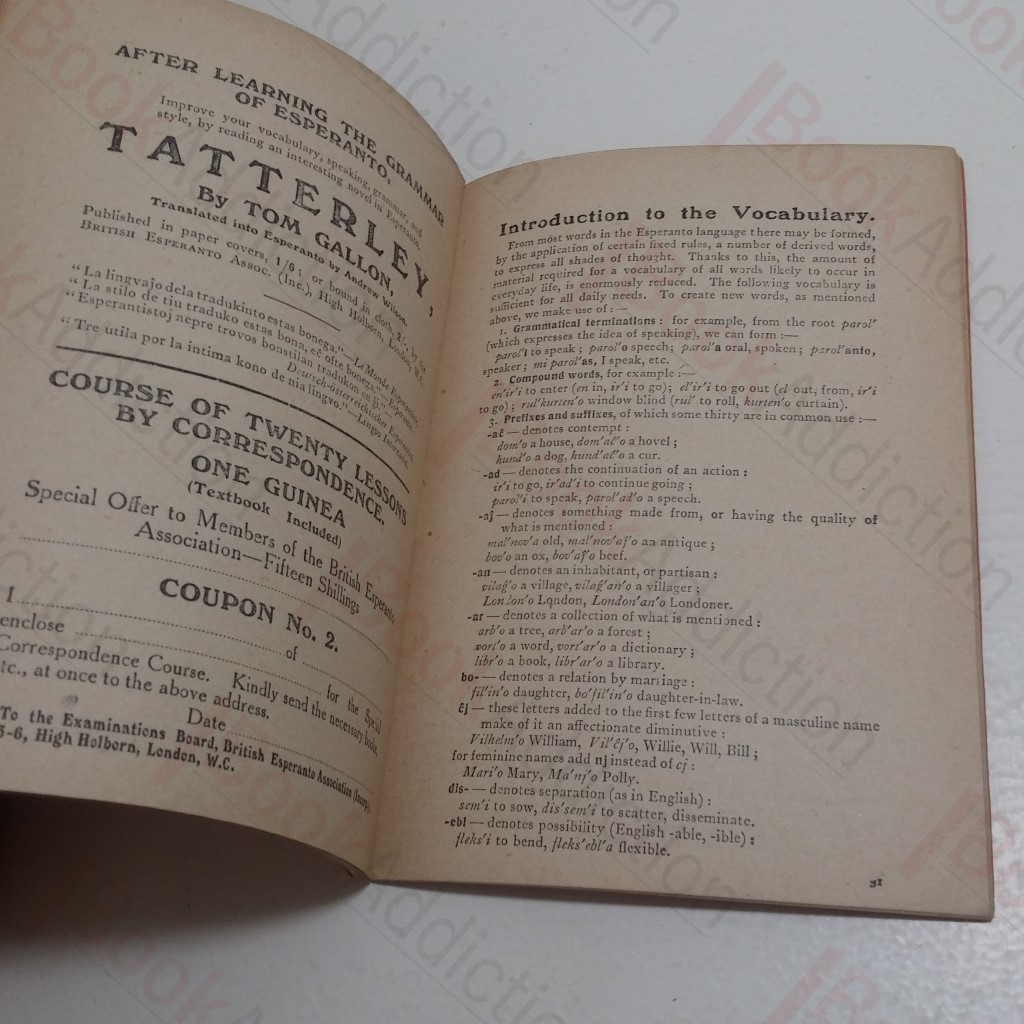 AFTER LEARNING THE GRAMMAR
OF ESPERANTO,
Improve your vocabulary, speaking, grammar, and
style, by reading an interesting novel in Esperanto.
TATTERLEY,
By TOM GALLON,
Translated into Esperanto by Andrew Wilson.
Published in paper covers, 1/6; or bound in cloth, 2/-, by the
BRITISH ESPERANTO ASSOC. (Inc.), High Holborn, London, W.C.
"La lingvaĵo de la tradukinto estas bonega."—Le Monde Espérantiste.
"La stilo de tiu traduko estas bona, eĉ ofte bonega."—
"Esperantistoj nepre trovos bonstilan tradukon en ĝi."—
Deutsch-österreichischer Esperantist.
"Tre utila por la intima kono de nia lingvo."—Lingvo Internacia.
COURSE OF TWENTY LESSONS
BY CORRESPONDENCE.
ONE GUINEA
(Textbook Included)
Special Offer to Members of the British Esperanto
Association—Fifteen Shillings
COUPON No. 2.
I
of
enclose
for the Special
Correspondence Course. Kindly send the necessary books,
etc., at once to the above address.
Date
To the Examinations Board, British Esperanto Association (Incorp.),
3-6, High Holborn, London, W.C.
Introduction to the Vocabulary.
From most words in the Esperanto language there may be formed,
by the application of certain fixed rules, a number of derived words,
to express all shades of thought. Thanks to this, the amount of
material required for a vocabulary of all words likely to occur in
everyday life, is enormously reduced. The following vocabulary is
sufficient for all daily needs. To create new words, as mentioned
above, we make use of :—
1. Grammatical terminations : for example, from the root parol'
(which expresses the idea of speaking), we can form :—
parol'i to speak ; parol'o speech ; parol'a oral, spoken ; parol'anto,
speaker ; mi parol'as, I speak, etc.
2. Compound words, for example :—
en'ir'i to enter (en in, ir'i to go) ; el'ir'i to go out (el out, from, ir'i
to go) ; rul'kurten'o window blind (rul' to roll, kurten'o curtain).
3. Prefixes and suffixes, of which some thirty are in common use :—
-aĉ — denotes contempt :
dom'o a house, dom'aĉ'o a hovel ;
hund'o a dog, hund'aĉ'o a cur.
-ad — denotes the continuation of an action :
ir'i to go, ir'ad'i to continue going ;
parol'i to speak, parol'ad'o a speech.
-aĵ — denotes something made from, or having the quality of
what is mentioned :
mal'nov'a old, mal'nov'aĵ'o an antique ;
bov'o an ox, bov'aĵ'o beef.
-an — denotes an inhabitant, or partisan :
vilaĝ'o a village, vilaĝ'an'o a villager ;
London'o London, London'an'o Londoner.
-ar — denotes a collection of what is mentioned :
arb'o a tree, arb'ar'o a forest ;
vort'o a word, vort'ar'o a dictionary ;
libr'o a book, libr'ar'o a library.
bo- — denotes a relation by marriage :
fil'in'o daughter, bo'fil'in'o daughter-in-law.
ĉj — these letters added to the first few letters of a masculine name
make of it an affectionate diminutive :
Vilhelm'o William, Vil'ĉj'o, Willie, Will, Bill ;
for feminine names add nj instead of cj :
Mari'o Mary, Ma'nj'o Polly.
dis- — denotes separation (as in English) :
sem'i to sow, dis'sem'i to scatter, disseminate.
-ebl — denotes possibility (English -able, -ible) :
fleks'i to bend, fleks'ebl'a flexible.
31
Book Addiction